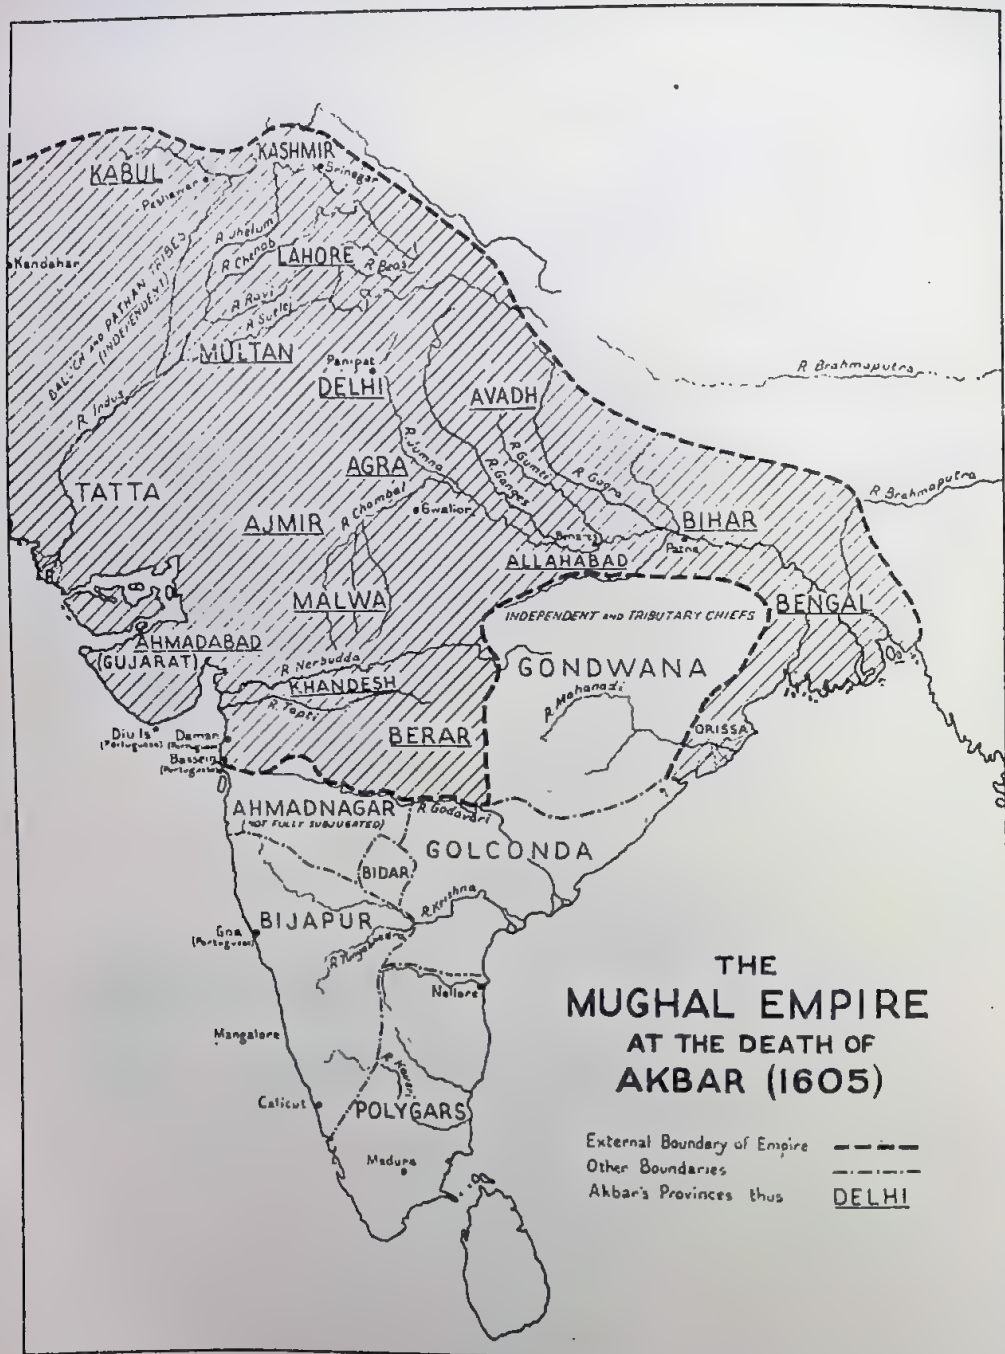 KASHMIR
Srinagar
KABUL
Peshawar
R. Jhelum
Kandahar
LAHORE
R. Chenab
R. Beas
BALUCH AND PATHAN TRIBES
(INDEPENDENT)
R. Ravi
R. Sutlej
MULTAN
Panipat
DELHI
R. Brahmaputra
AVADH
R. Indus
R. Jumna
R. Gumti
AGRA
R. Ganges
R. Gogra
TATTA
R. Chambal
R. Brahmaputra
Gwalior
AJMIR
BIHAR
Benares
Patna
ALLAHABAD
MALWA
BENGAL
INDEPENDENT AND TRIBUTARY CHIEFS
AHMADABAD
(GUJARAT)
R. Nerbudda
GONDWANA
KHANDESH
R. Mahanadi
R. Tapti
ORISSA
Diu Is
(Portuguese)
Daman
(Portuguese)
BERAR
Bassein
(Portuguese)
AHMADNAGAR
(NOT FULLY SUBJUGATED)
R. Godavari
GOLCONDA
BIDAR
R. Krishna
BIJAPUR
Goa
(Portuguese)
R. Tungabhadra
Nellore
THE
MUGHAL EMPIRE
AT THE DEATH OF
AKBAR (1605)
Mangalore
R. Kaveri
Calicut
POLYGARS
Madura
External Boundary of Empire
Other Boundaries
Akbar's Provinces thus DELHI